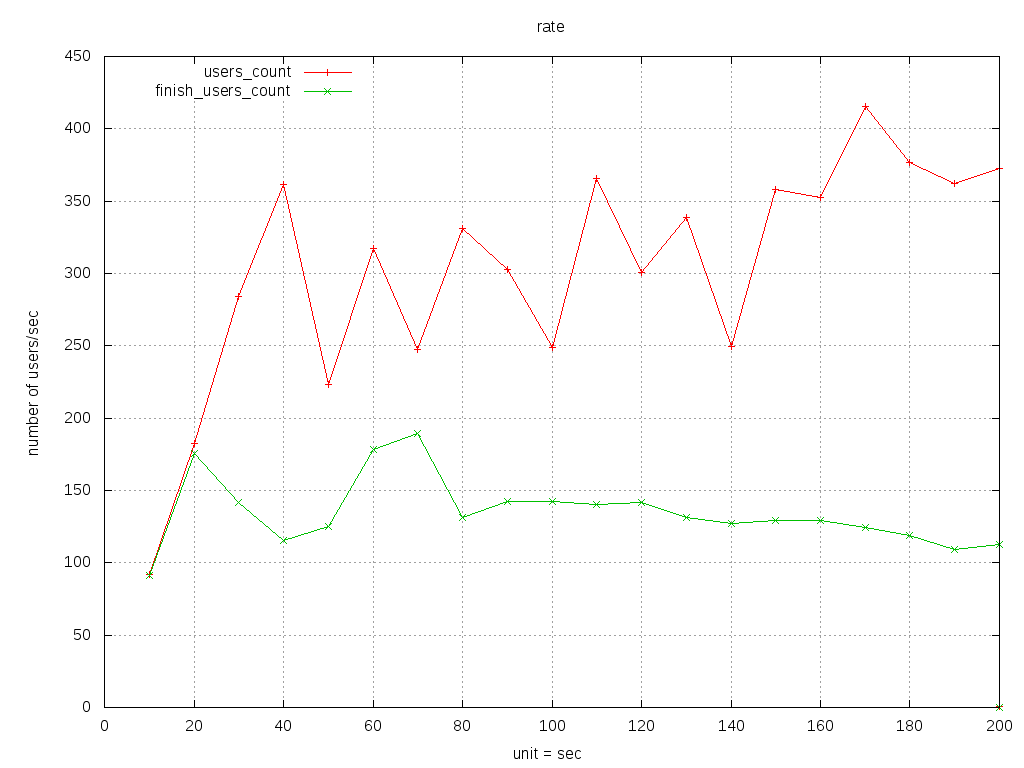 rate
450
400
350
300
250
200
150
100
50
0
number of users/sec
users_count
finish_users_count
0 20 40 60 80 100 120 140 160 180 200
unit = sec